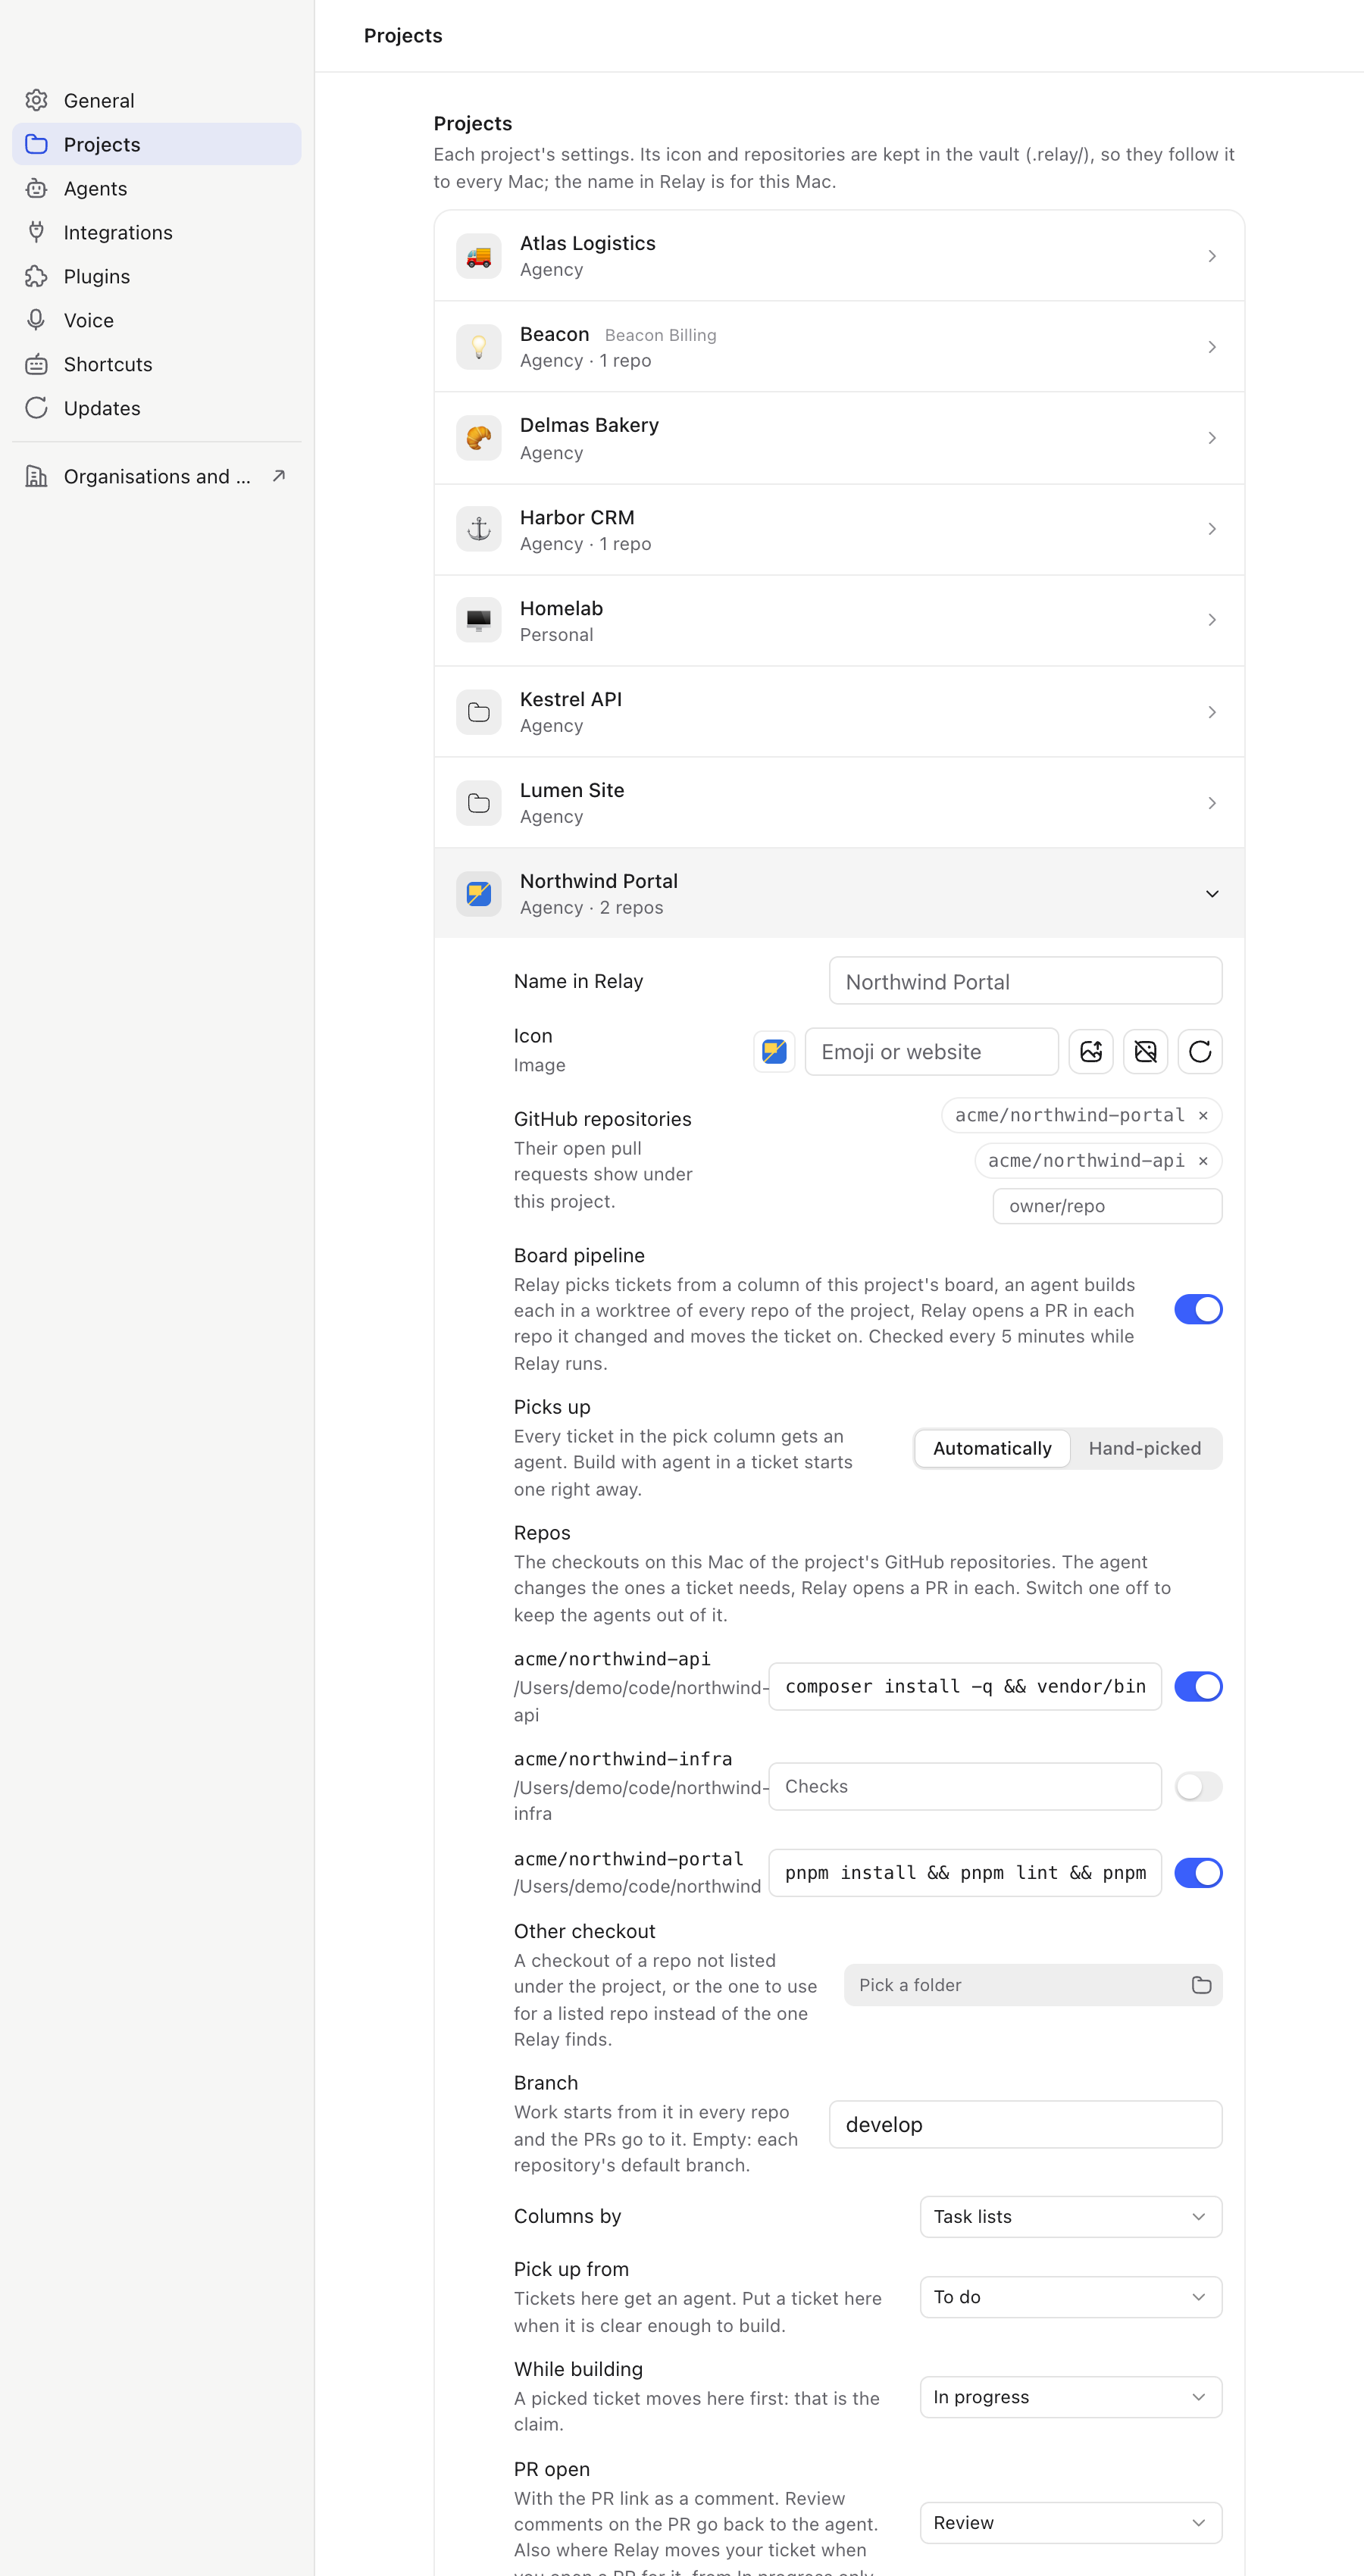 Projects
General
Projects
Agents
Integrations
Plugins
Voice
Shortcuts
Updates
Organisations and ...
Projects
Each project's settings. Its icon and repositories are kept in the vault (.relay/), so they follow it
to every Mac; the name in Relay is for this Mac.
Atlas Logistics
Agency
Beacon Beacon Billing
Agency · 1 repo
Delmas Bakery
Agency
Harbor CRM
Agency · 1 repo
Homelab
Personal
Kestrel API
Agency
Lumen Site
Agency
Northwind Portal
Agency · 2 repos
Name in Relay
Northwind Portal
Icon
Image
Emoji or website
GitHub repositories
Their open pull
requests show under
this project.
acme/northwind-portal ×
acme/northwind-api ×
owner/repo
Board pipeline
Relay picks tickets from a column of this project's board, an agent builds
each in a worktree of every repo of the project, Relay opens a PR in each
repo it changed and moves the ticket on. Checked every 5 minutes while
Relay runs.
Picks up
Every ticket in the pick column gets an
agent. Build with agent in a ticket starts
one right away.
Automatically Hand-picked
Repos
The checkouts on this Mac of the project's GitHub repositories. The agent
changes the ones a ticket needs, Relay opens a PR in each. Switch one off to
keep the agents out of it.
acme/northwind-api
/Users/demo/code/northwind-
api
composer install -q && vendor/bin
acme/northwind-infra
/Users/demo/code/northwind-
infra
Checks
acme/northwind-portal
/Users/demo/code/northwind
pnpm install && pnpm lint && pnpm
Other checkout
A checkout of a repo not listed
under the project, or the one to use
for a listed repo instead of the one
Relay finds.
Pick a folder
Branch
Work starts from it in every repo
and the PRs go to it. Empty: each
repository's default branch.
develop
Columns by
Task lists
Pick up from
Tickets here get an agent. Put a ticket here
when it is clear enough to build.
To do
While building
A picked ticket moves here first: that is the
claim.
In progress
PR open
With the PR link as a comment. Review
comments on the PR go back to the agent.
Also where Relay moves your ticket when
you open a PR for it, from In progress only
Review